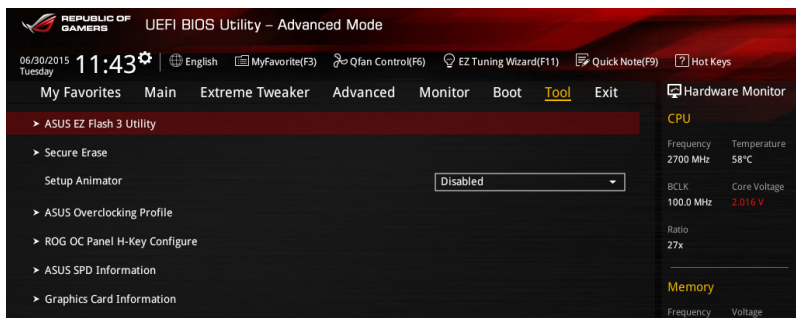 REPUBLIC OF
GAMERS
UEFI BIOS Utility – Advanced Mode
06/30/2015
Tuesday
11:43
English
MyFavorite(F3)
Qfan Control(F6)
EZ Tuning Wizard(F11)
Quick Note(F9)
? Hot Keys
My Favorites Main Extreme Tweaker Advanced Monitor Boot Tool Exit
Hardware Monitor
> ASUS EZ Flash 3 Utility
> Secure Erase
Setup Animator Disabled
> ASUS Overclocking Profile
> ROG OC Panel H-Key Configure
> ASUS SPD Information
> Graphics Card Information
CPU
Frequency Temperature
2700 MHz 58°C
BCLK Core Voltage
100.0 MHz 2.016 V
Ratio
27x
Memory
Frequency Voltage